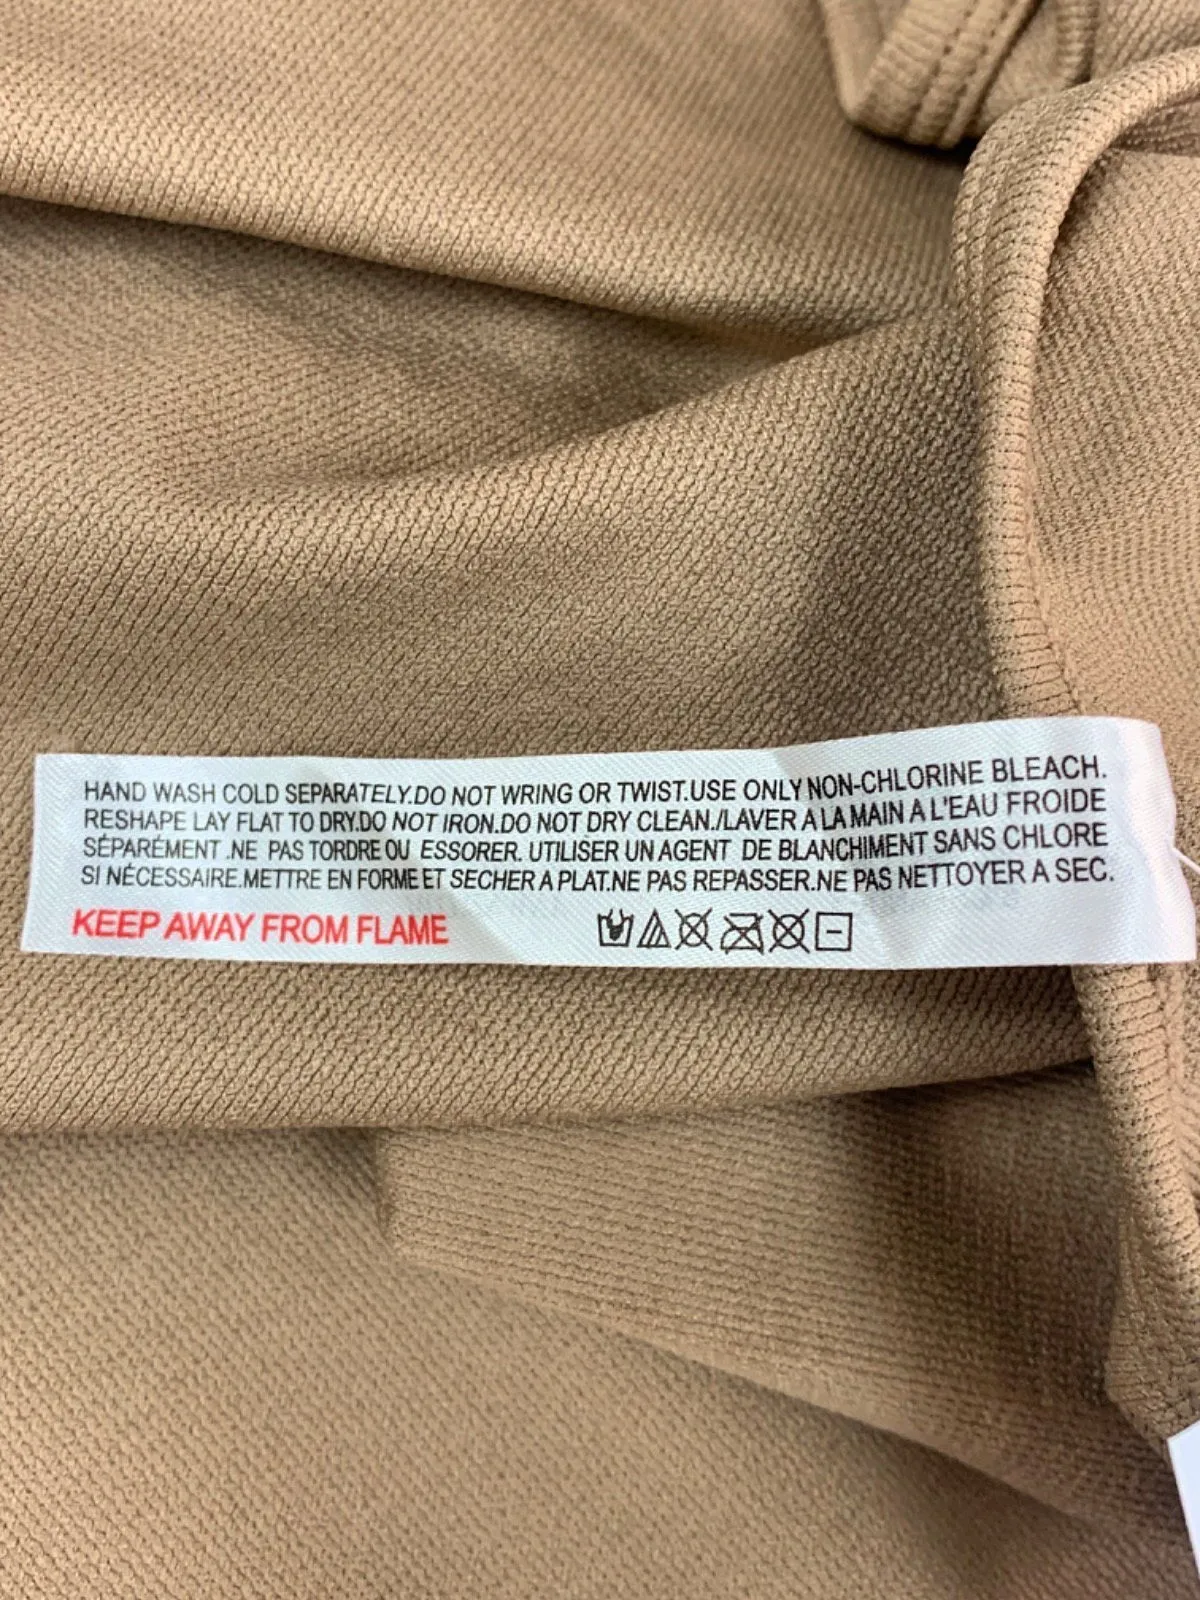 HAND WASH COLD SEPARATELY.DO NOT WRING OR TWIST.USE ONLY NON-CHLORINE BLEACH.
RESHAPE LAY FLAT TO DRY.DO NOT IRON.DO NOT DRY CLEAN./LAVER A LA MAIN A L'EAU FROIDE
SÉPARÉMENT .NE PAS TORDRE OU ESSORER. UTILISER UN AGENT DE BLANCHIMENT SANS CHLORE
SI NÉCESSAIRE.METTRE EN FORME ET SECHER A PLAT.NE PAS REPASSER.NE PAS NETTOYER A SEC.
KEEP AWAY FROM FLAME